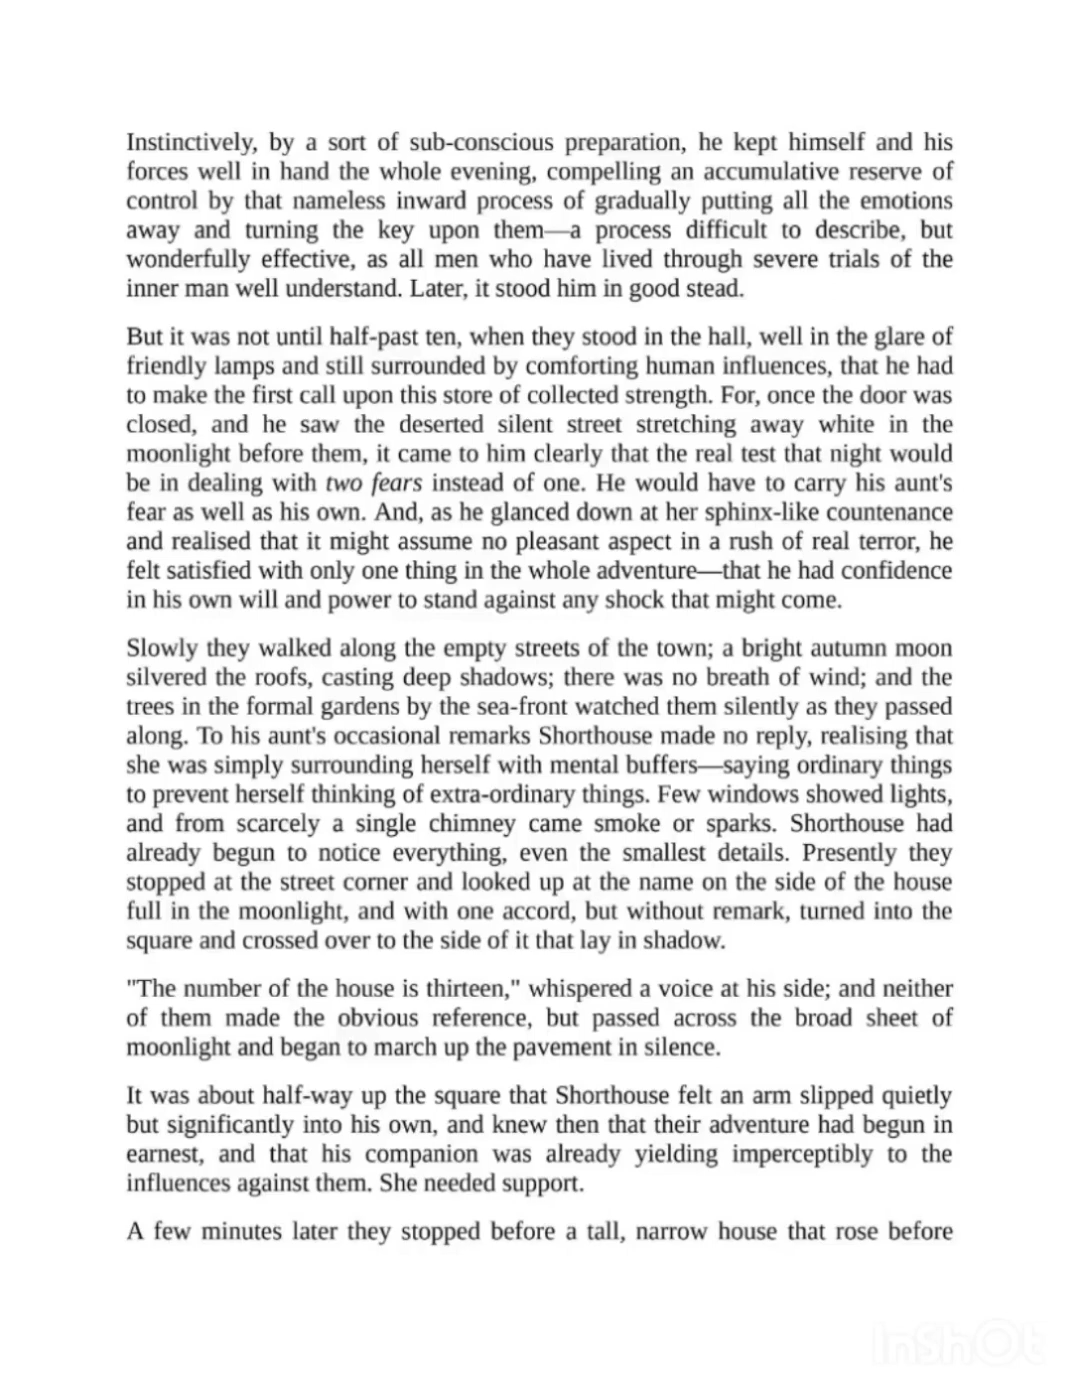 Instinctively, by a sort of sub-conscious preparation, he kept himself and his
forces well in hand the whole evening, compelling an accumulative reserve of
control by that nameless inward process of gradually putting all the emotions
away and turning the key upon them—a process difficult to describe, but
wonderfully effective, as all men who have lived through severe trials of the
inner man well understand. Later, it stood him in good stead.
But it was not until half-past ten, when they stood in the hall, well in the glare of
friendly lamps and still surrounded by comforting human influences, that he had
to make the first call upon this store of collected strength. For, once the door was
closed, and he saw the deserted silent street stretching away white in the
moonlight before them, it came to him clearly that the real test that night would
be in dealing with two fears instead of one. He would have to carry his aunt's
fear as well as his own. And, as he glanced down at her sphinx-like countenance
and realised that it might assume no pleasant aspect in a rush of real terror, he
felt satisfied with only one thing in the whole adventure—that he had confidence
in his own will and power to stand against any shock that might come.
Slowly they walked along the empty streets of the town; a bright autumn moon
silvered the roofs, casting deep shadows; there was no breath of wind; and the
trees in the formal gardens by the sea-front watched them silently as they passed
along. To his aunt's occasional remarks Shorthouse made no reply, realising that
she was simply surrounding herself with mental buffers—saying ordinary things
to prevent herself thinking of extra-ordinary things. Few windows showed lights,
and from scarcely a single chimney came smoke or sparks. Shorthouse had
already begun to notice everything, even the smallest details. Presently they
stopped at the street corner and looked up at the name on the side of the house
full in the moonlight, and with one accord, but without remark, turned into the
square and crossed over to the side of it that lay in shadow.
"The number of the house is thirteen," whispered a voice at his side; and neither
of them made the obvious reference, but passed across the broad sheet of
moonlight and began to march up the pavement in silence.
It was about half-way up the square that Shorthouse felt an arm slipped quietly
but significantly into his own, and knew then that their adventure had begun in
earnest, and that his companion was already yielding imperceptibly to the
influences against them. She needed support.
A few minutes later they stopped before a tall, narrow house that rose before
InShOt